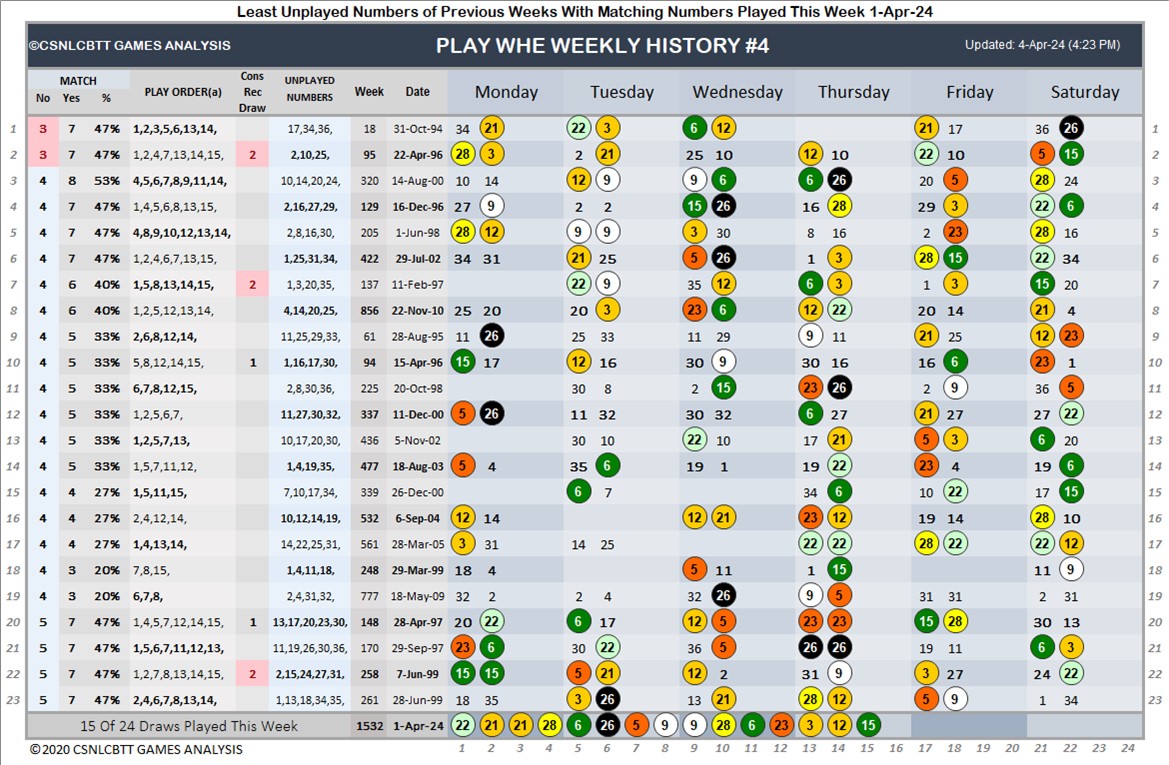 Least Unplayed Numbers of Previous Weeks With Matching Numbers Played This Week 1-Apr-24
©CSNLCBTT GAMES ANALYSIS PLAY WHE WEEKLY HISTORY #4 Updated: 4-Apr-24 (4:23 PM)
MATCH No Yes % PLAY ORDER(a) Cons Rec Draw UNPLAYED NUMBERS Week Date Monday Tuesday Wednesday Thursday Friday Saturday
1 3 7 47% 1,2,3,5,6,13,14, 17,34,36, 18 31-Oct-94 34 21 22 3 6 12 21 17 36 26 1
2 3 7 47% 1,2,4,7,13,14,15, 2 2,10,25, 95 22-Apr-96 28 3 2 21 25 10 12 10 22 10 5 15 2
3 4 8 53% 4,5,6,7,8,9,11,14, 10,14,20,24, 320 14-Aug-00 10 14 12 9 9 6 6 26 20 5 28 24 3
4 4 7 47% 1,4,5,6,8,13,15, 2,16,27,29, 129 16-Dec-96 27 9 2 2 15 26 16 28 29 3 22 6 4
5 4 7 47% 4,8,9,10,12,13,14, 2,8,16,30, 205 1-Jun-98 28 12 9 9 3 30 8 16 2 23 28 16 5
6 4 7 47% 1,2,4,6,7,13,15, 1,25,31,34, 422 29-Jul-02 34 31 21 25 5 26 1 3 28 15 22 34 6
7 4 6 40% 1,5,8,13,14,15, 2 1,3,20,35, 137 11-Feb-97 22 9 35 12 6 3 1 3 15 20 7
8 4 6 40% 1,2,5,12,13,14, 4,14,20,25, 856 22-Nov-10 25 20 20 3 23 6 12 22 20 14 21 4 8
9 4 5 33% 2,6,8,12,14, 11,25,29,33, 61 28-Aug-95 11 26 25 33 11 29 9 11 21 25 12 23 9
10 4 5 33% 5,8,12,14,15, 1 1,16,17,30, 94 15-Apr-96 15 17 12 16 30 9 30 16 16 6 23 1 10
11 4 5 33% 6,7,8,12,15, 2,8,30,36, 225 20-Oct-98 30 8 2 15 23 26 2 9 36 5 11
12 4 5 33% 1,2,5,6,7, 11,27,30,32, 337 11-Dec-00 5 26 11 32 30 32 6 27 21 27 27 22 12
13 4 5 33% 1,2,5,7,13, 10,17,20,30, 436 5-Nov-02 30 10 22 10 17 21 5 3 6 20 13
14 4 5 33% 1,5,7,11,12, 1,4,19,35, 477 18-Aug-03 5 4 35 6 19 1 19 22 23 4 19 6 14
15 4 4 27% 1,5,11,15, 7,10,17,34, 339 26-Dec-00 6 7 34 6 10 22 17 15 15
16 4 4 27% 2,4,12,14, 10,12,14,19, 532 6-Sep-04 12 14 12 21 23 12 19 14 28 10 16
17 4 4 27% 1,4,13,14, 14,22,25,31, 561 28-Mar-05 3 31 14 25 22 22 28 22 22 12 17
18 4 3 20% 7,8,15, 1,4,11,18, 248 29-Mar-99 18 4 5 11 1 15 11 9 18
19 4 3 20% 6,7,8, 2,4,31,32, 777 18-May-09 32 2 2 4 32 26 9 5 31 31 2 31 19
20 5 7 47% 1,4,5,7,12,14,15, 1 13,17,20,23,30, 148 28-Apr-97 20 22 6 17 12 5 23 23 15 28 30 13 20
21 5 7 47% 1,5,6,7,11,12,13, 11,19,26,30,36, 170 29-Sep-97 23 6 30 22 36 5 26 26 19 11 6 3 21
22 5 7 47% 1,2,7,8,12,13,15, 2 2,15,24,27,31, 258 7-Jun-99 15 15 5 21 12 2 31 9 3 27 24 22 22
23 5 7 47% 2,4,6,7,8,13,14, 1,13,18,34,35, 261 28-Jun-99 18 35 3 26 13 21 28 12 5 9 1 34 23
15 Of 24 Draws Played This Week 1532 1-Apr-24 22 21 21 28 6 26 5 9 9 28 6 23 3 12 15
©2020 CSNLCBTT GAMES ANALYSIS 1 2 3 4 5 6 7 8 9 10 11 12 13 14 15 16 17 18 19 20 21 22 23 24